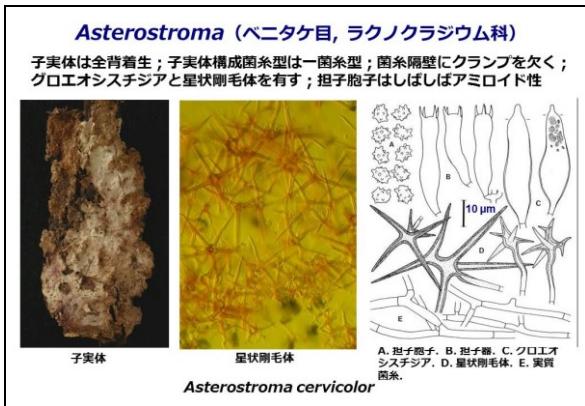 Asterostroma (ベニタケ目, ラクノクラジウム科)
子実体は全背着生；子実体構成菌糸型は一菌糸型；菌糸隔壁にクランプを欠く；
グロエオシスチジアと星状剛毛体を有す；担子胞子はしばしばアミロイド性
A
B
C
10 μm
D
E
子実体
星状剛毛体
A. 担子胞子. B. 担子器. C. グロエオ
シスチジア. D. 星状剛毛体. E. 実質
菌糸.
Asterostroma cervicolor